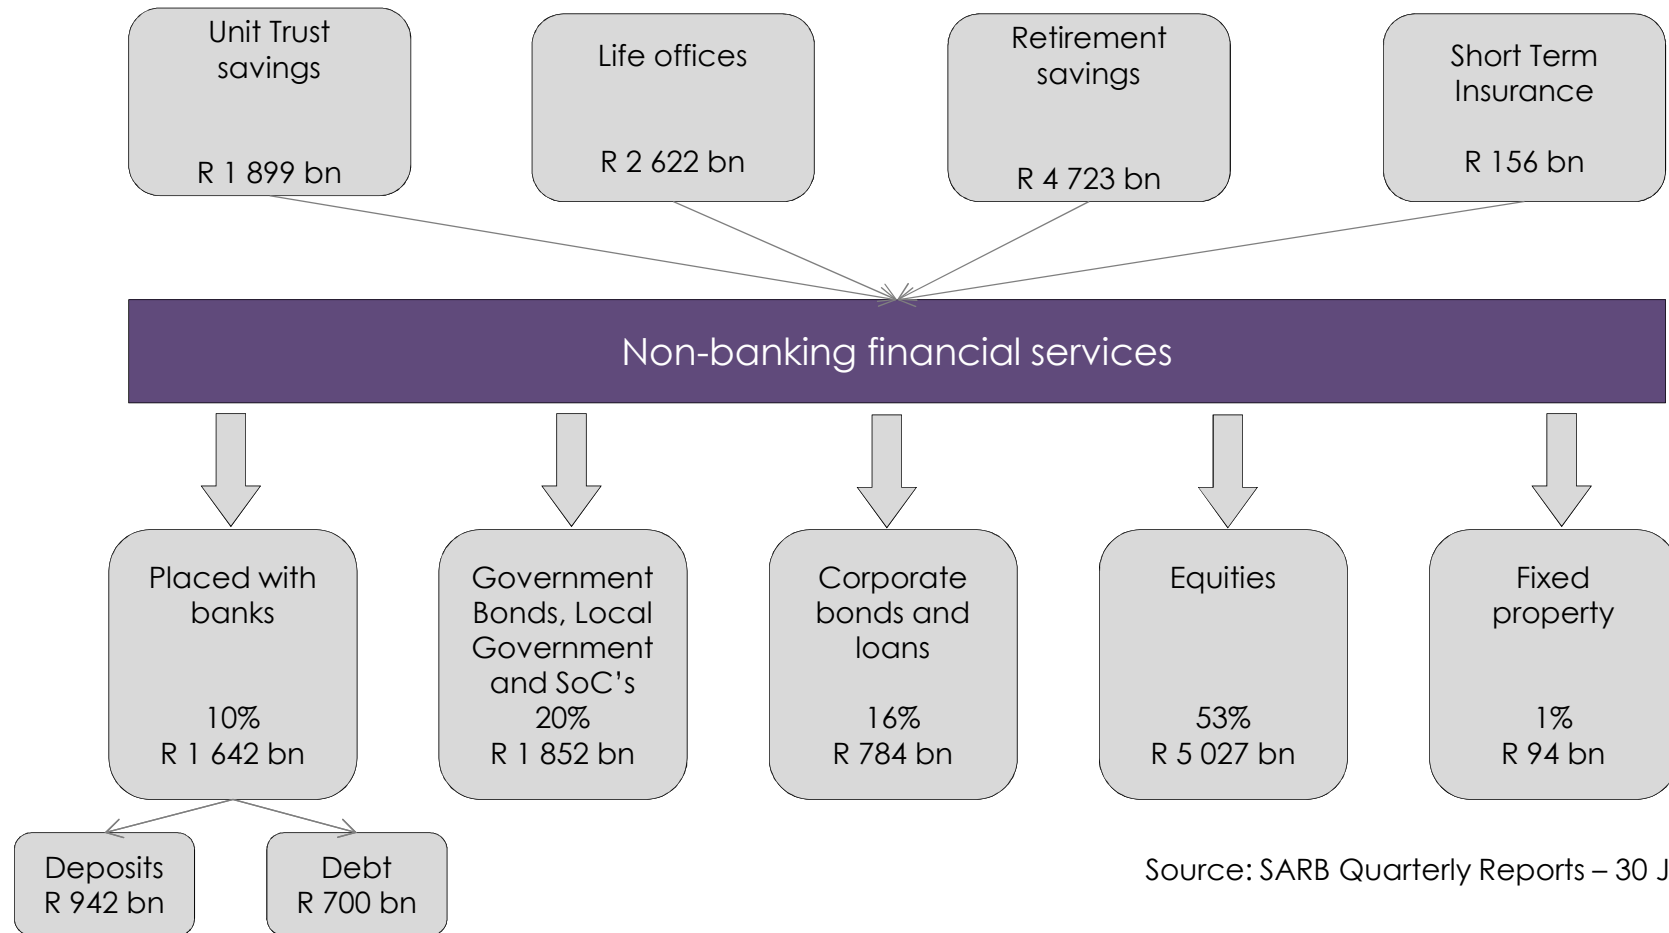 Unit Trust
savings
R 1 899 bn
Life offices
R 2 622 bn
Retirement
savings
R 4 723 bn
Short Term
Insurance
R 156 bn
Non-banking financial services
Placed with
banks
10%
R 1 642 bn
Government
Bonds, Local
Government
and SoC's
20%
R 1 852 bn
Corporate
bonds and
loans
16%
R 784 bn
Equities
53%
R 5 027 bn
Fixed
property
1%
R 94 bn
Deposits
R 942 bn
Debt
R 700 bn
Source: SARB Quarterly Reports – 30 J